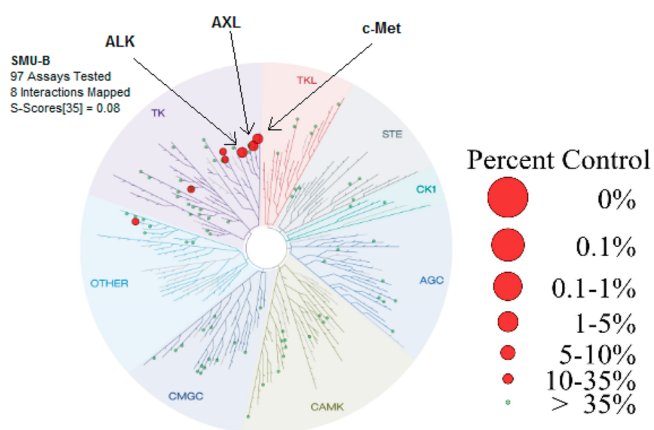 AXL
ALK
c-Met
SMU-B
97 Assays Tested
8 Interactions Mapped
S-Scores[35] = 0.08
TK
TKL
STE
CK1
AGC
CAMK
CMGC
OTHER
Percent Control
0%
0.1%
0.1-1%
1-5%
5-10%
10-35%
> 35%